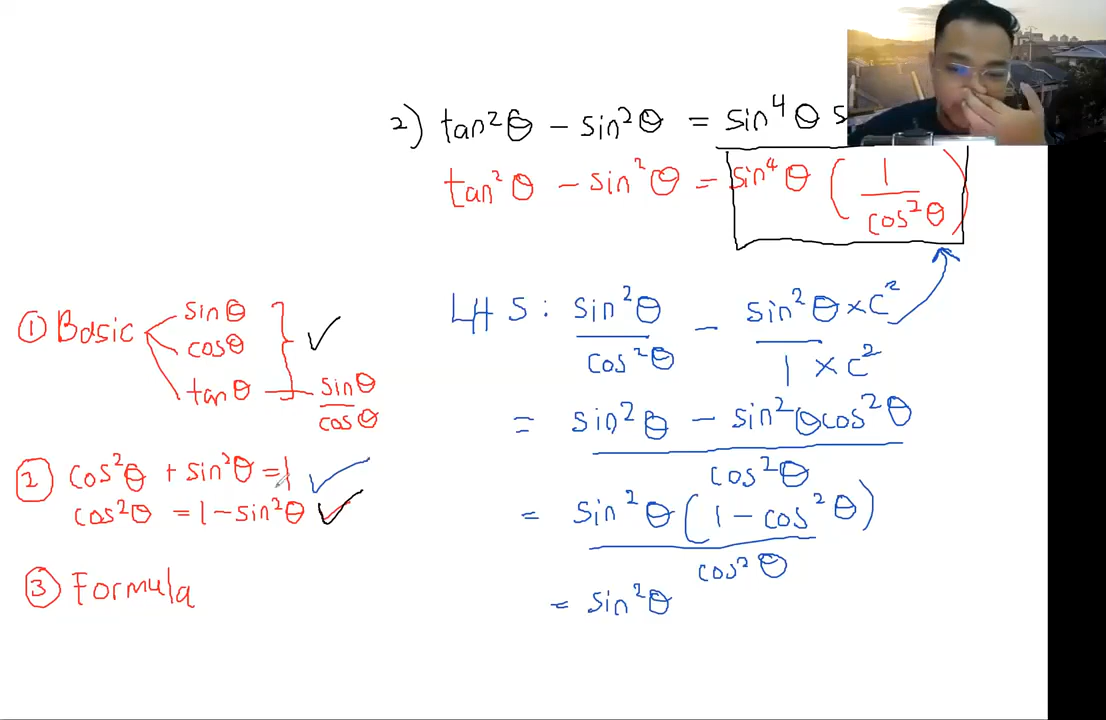 2) tan²θ – sin²θ = sin⁴θ s
tan²θ – sin²θ = sin⁴θ ( 1 / cos²θ )
① Basic
sinθ
cosθ
tanθ — sinθ / cosθ
② cos²θ + sin²θ = 1
cos²θ = 1 – sin²θ
③ Formula
LHS : sin²θ / cos²θ – sin²θ × c² / 1 × c²
= sin²θ – sin²θcos²θ / cos²θ
= sin²θ ( 1 – cos²θ ) / cos²θ
= sin²θ